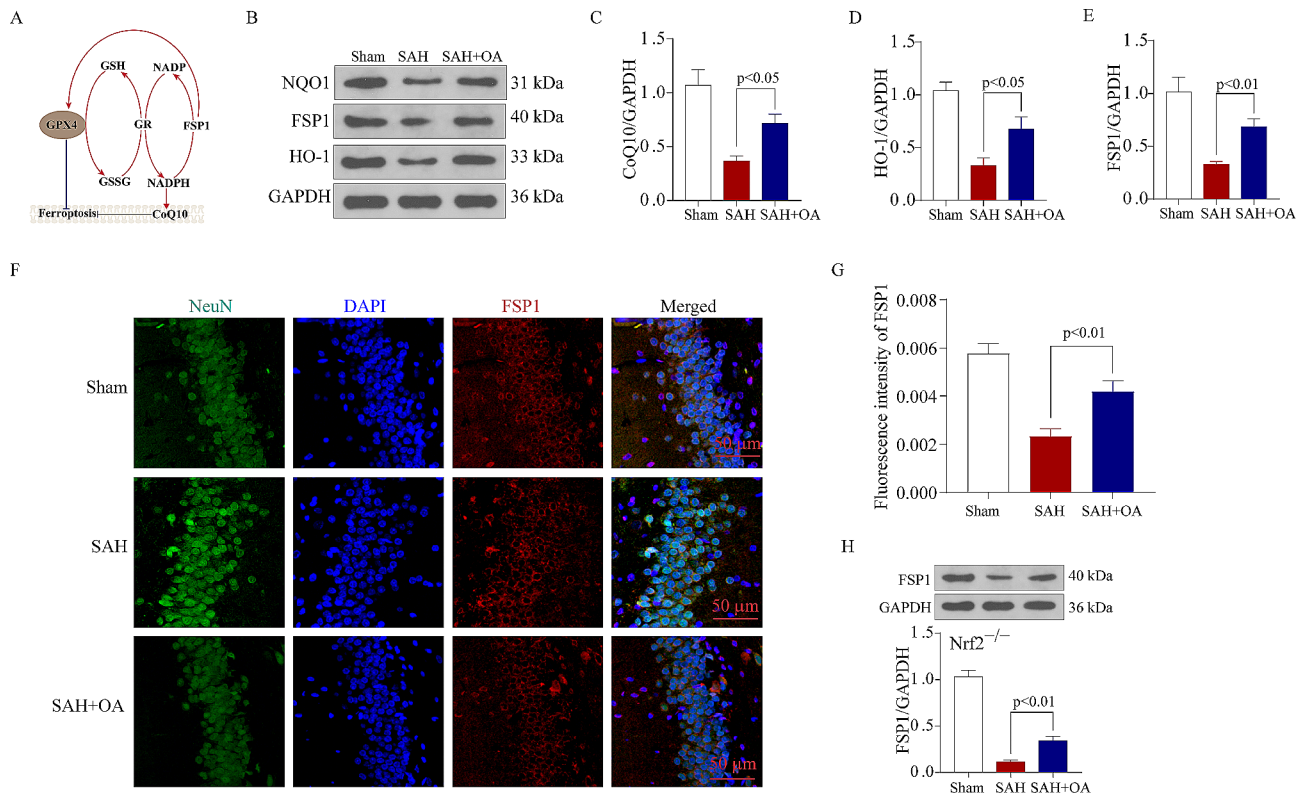 A
GSH
NADP
GPX4
GR
FSP1
GSSG
NADPH
Ferroptosis
CoQ10
B
Sham SAH SAH+OA
NQO1 31 kDa
FSP1 40 kDa
HO-1 33 kDa
GAPDH 36 kDa
C
CoQ10/GAPDH
1.5
1.0
0.5
0.0
p<0.05
Sham SAH SAH+OA
D
HO-1/GAPDH
1.5
1.0
0.5
0.0
p<0.05
Sham SAH SAH+OA
E
FSP1/GAPDH
1.5
1.0
0.5
0.0
p<0.01
Sham SAH SAH+OA
F
NeuN DAPI FSP1 Merged
Sham
50 µm
SAH
50 µm
SAH+OA
50 µm
G
Fluorescence intensity of FSP1
0.008
0.006
0.004
0.002
0.000
p<0.01
Sham SAH SAH+OA
H
FSP1 40 kDa
GAPDH 36 kDa
FSP1/GAPDH
1.5
1.0
0.5
0.0
Nrf2−/−
p<0.01
Sham SAH SAH+OA